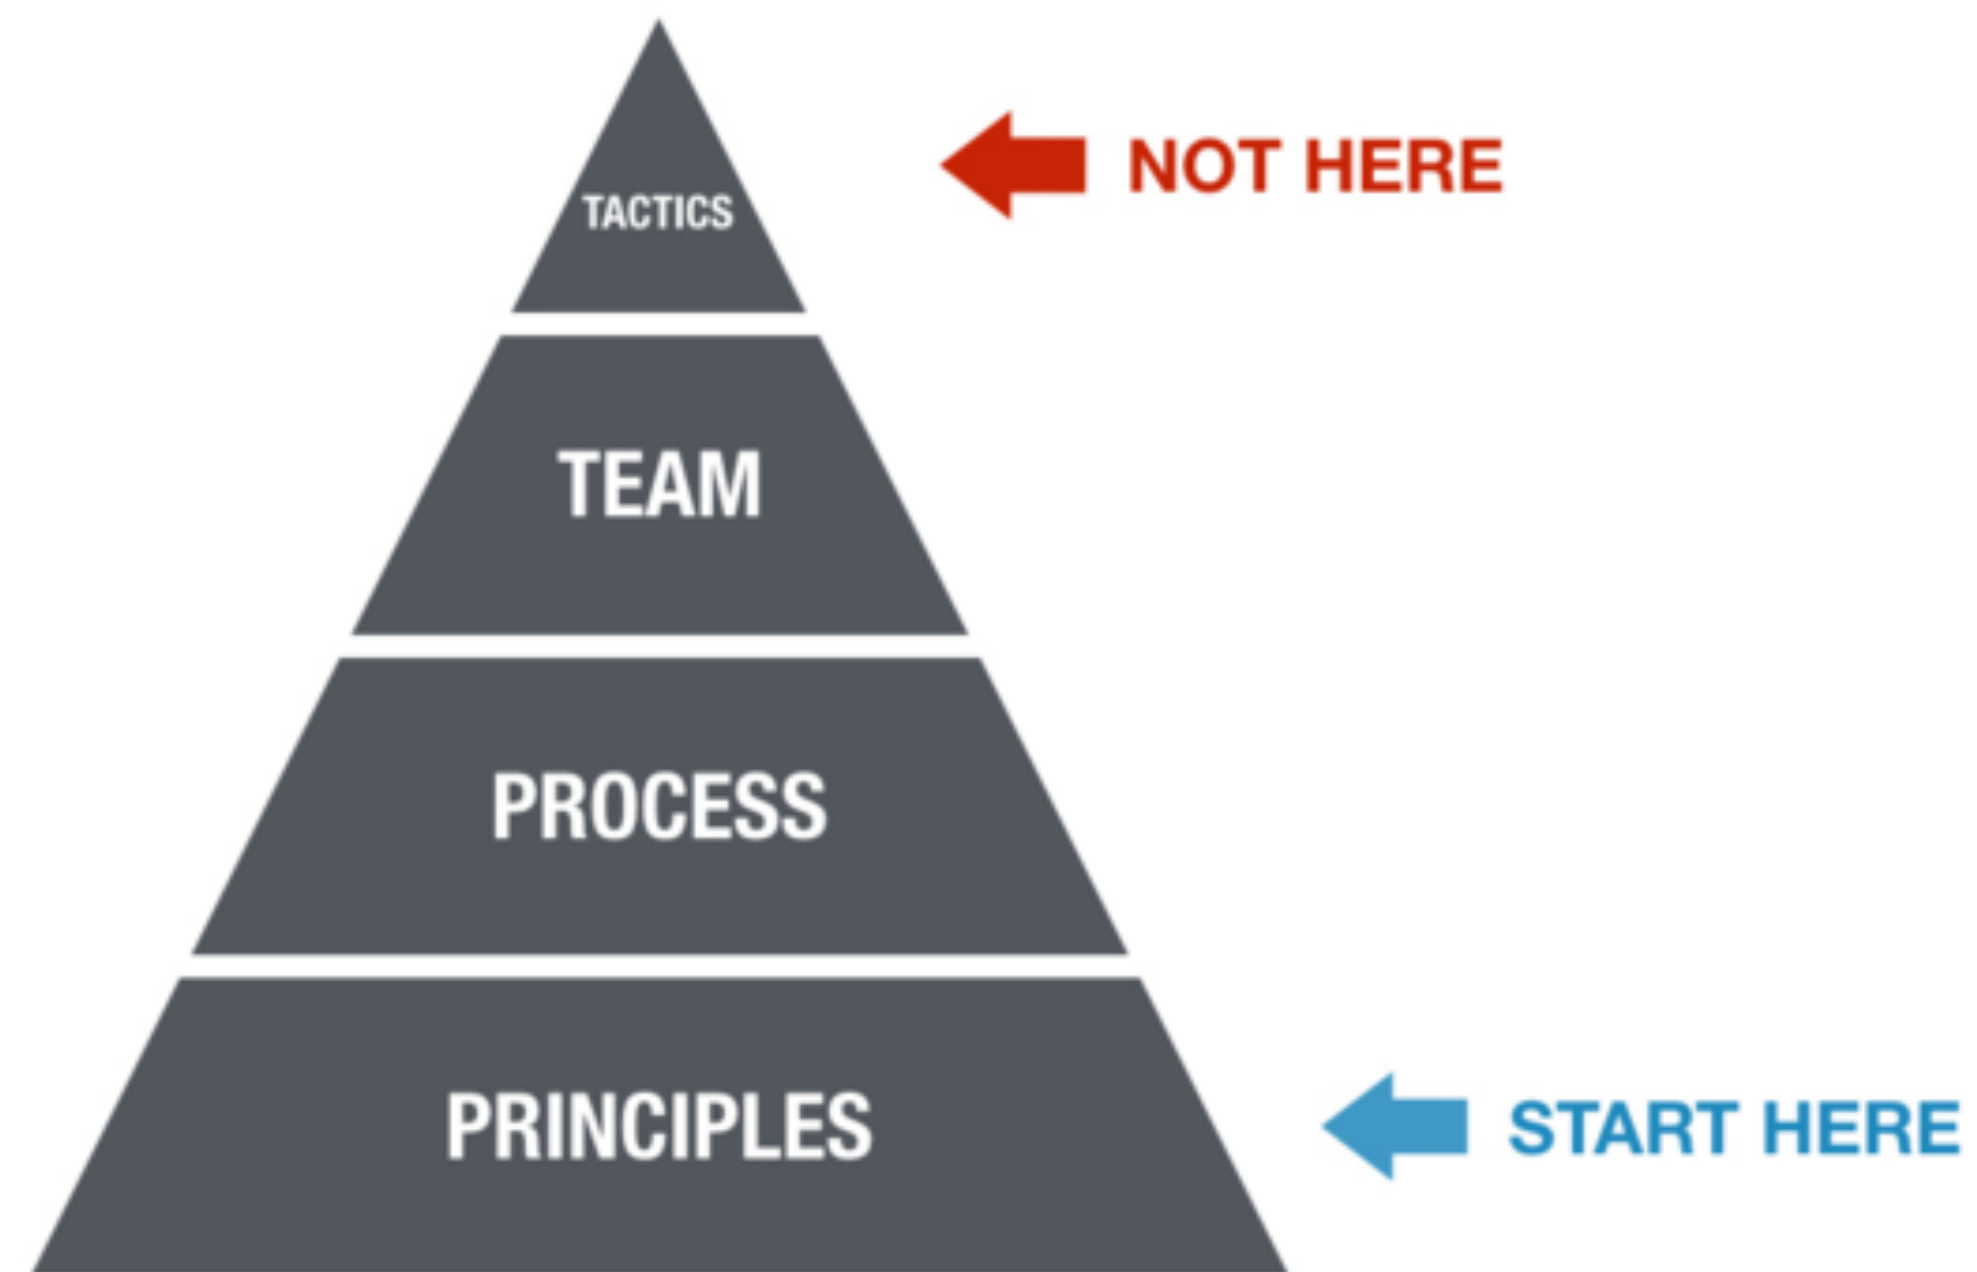 NOT HERE
TACTICS
TEAM
PROCESS
PRINCIPLES
START HERE